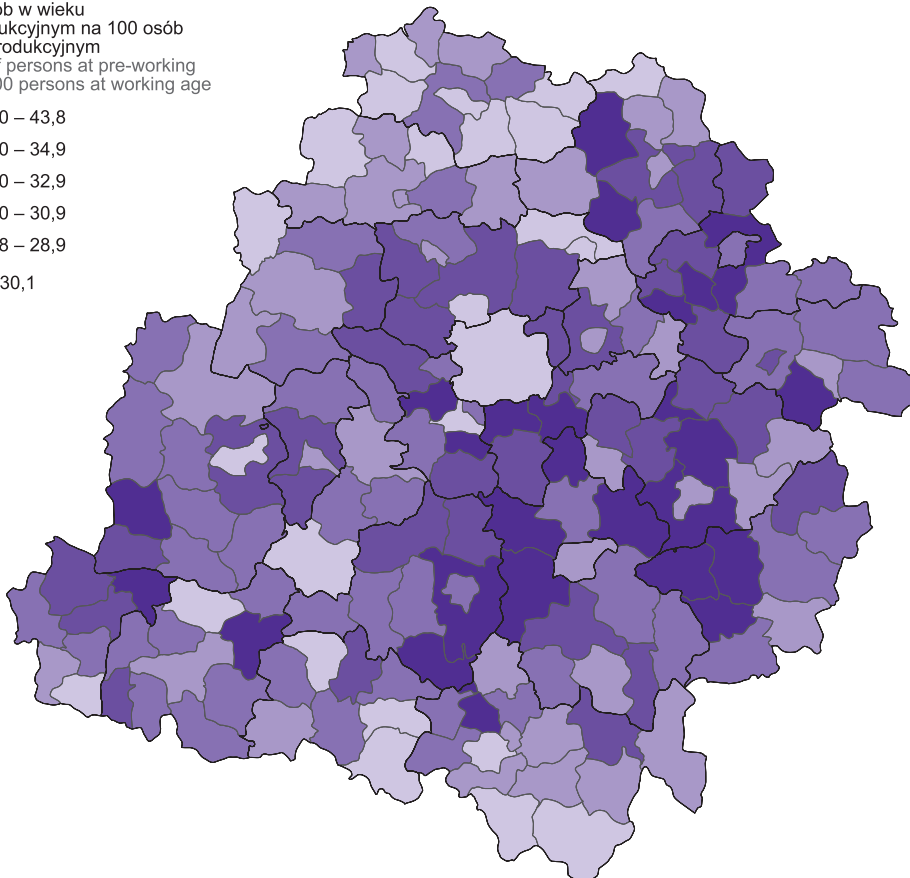 ób w wieku
ukcyjnym na 100 osób
rodukcyjnym
f persons at pre-working
00 persons at working age
0 – 43,8
0 – 34,9
0 – 32,9
0 – 30,9
8 – 28,9
30,1